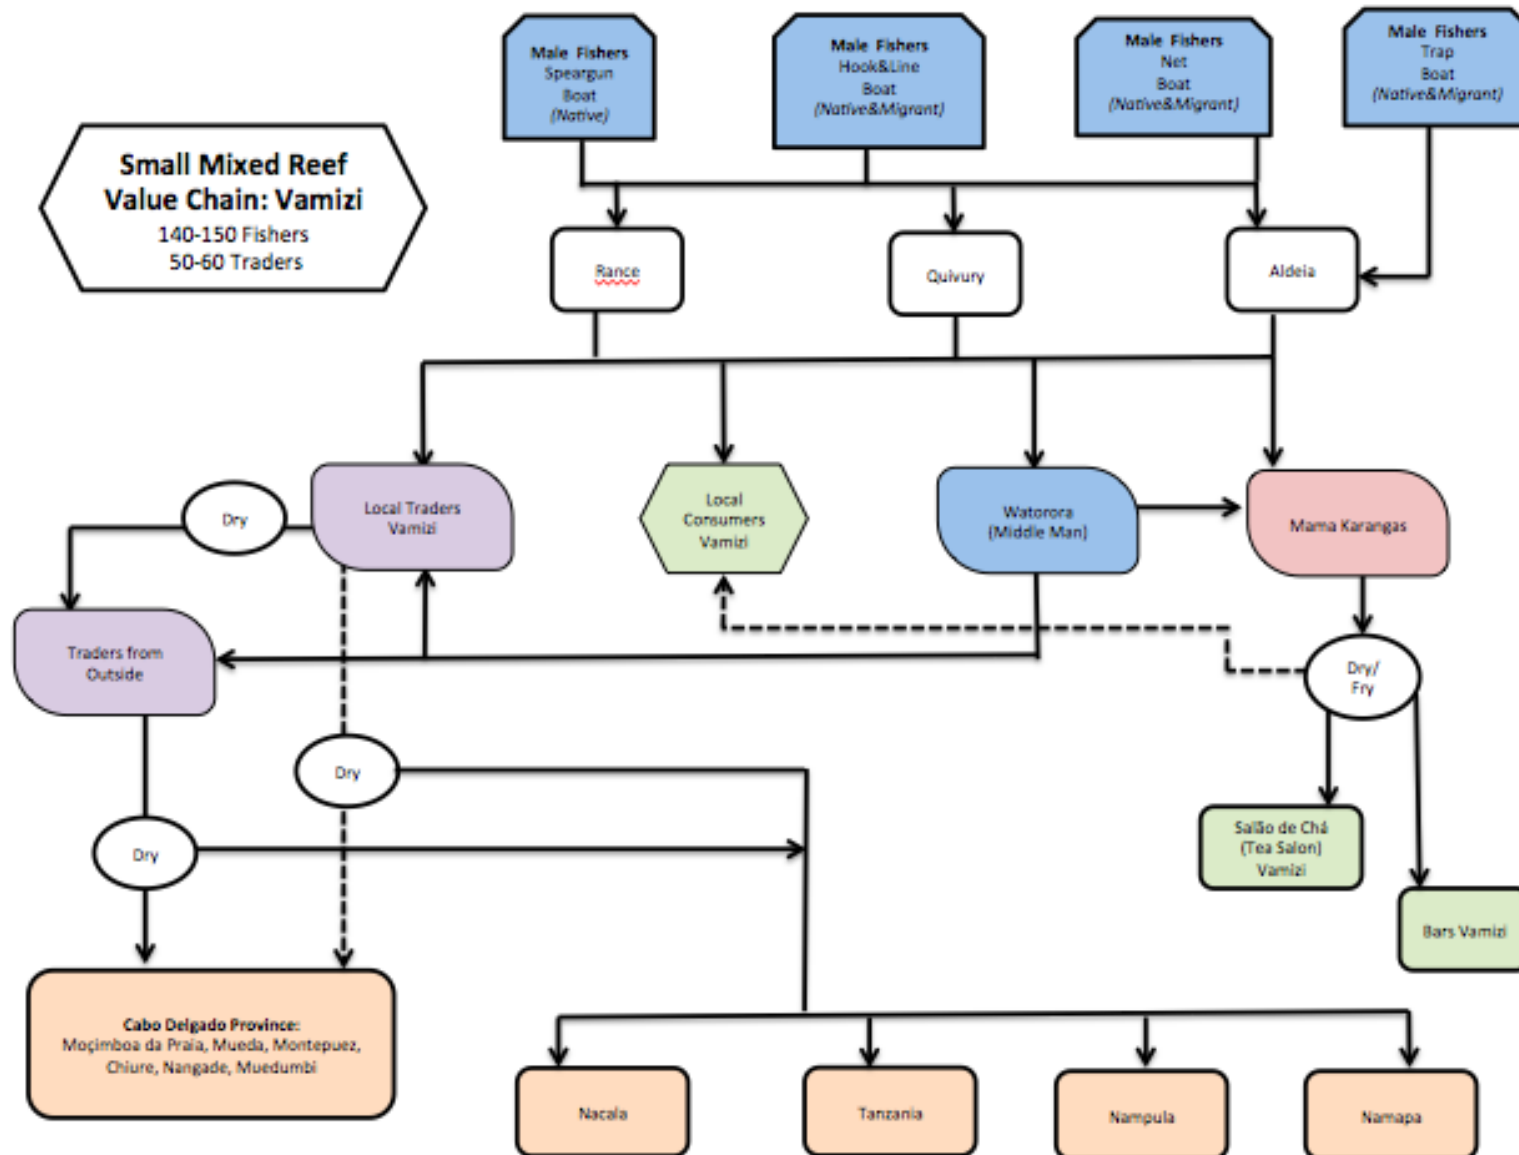 Male Fishers
Speargun
Boat
(Native)
Male Fishers
Hook&Line
Boat
(Native&Migrant)
Male Fishers
Net
Boat
(Native&Migrant)
Male Fishers
Trap
Boat
(Native&Migrant)
Small Mixed Reef
Value Chain: Vamizi
140-150 Fishers
50-60 Traders
Rance
Quivury
Aldeia
Dry
Local Traders
Vamizi
Local
Consumers
Vamizi
Watorora
(Middle Man)
Mama Karangas
Traders from
Outside
Dry/
Fry
Dry
Dry
Salão de Chá
(Tea Salon)
Vamizi
Bars Vamizi
Cabo Delgado Province:
Moçimboa da Praia, Mueda, Montepuez,
Chiure, Nangade, Muedumbi
Nacala
Tanzania
Nampula
Namapa